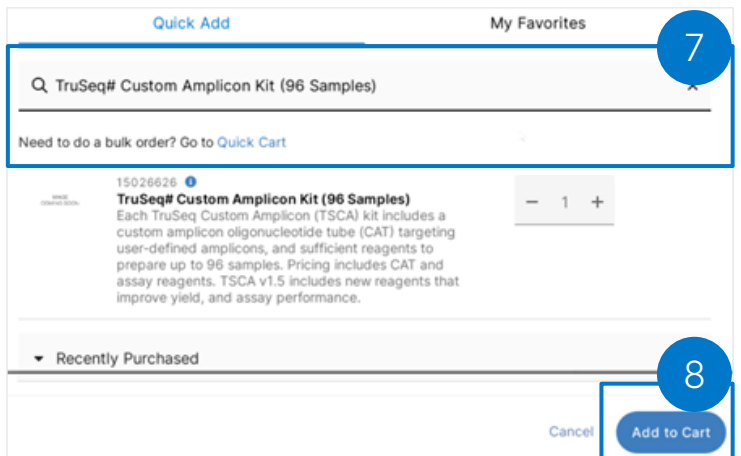 Quick Add
My Favorites
7
TruSeq# Custom Amplicon Kit (96 Samples)
Need to do a bulk order? Go to Quick Cart
15026626
IMAGE
COMING SOON
TruSeq# Custom Amplicon Kit (96 Samples)
Each TruSeq Custom Amplicon (TSCA) kit includes a
custom amplicon oligonucleotide tube (CAT) targeting
user-defined amplicons, and sufficient reagents to
prepare up to 96 samples. Pricing includes CAT and
assay reagents. TSCA v1.5 includes new reagents that
improve yield, and assay performance.
− 1 +
Recently Purchased
8
Cancel
Add to Cart